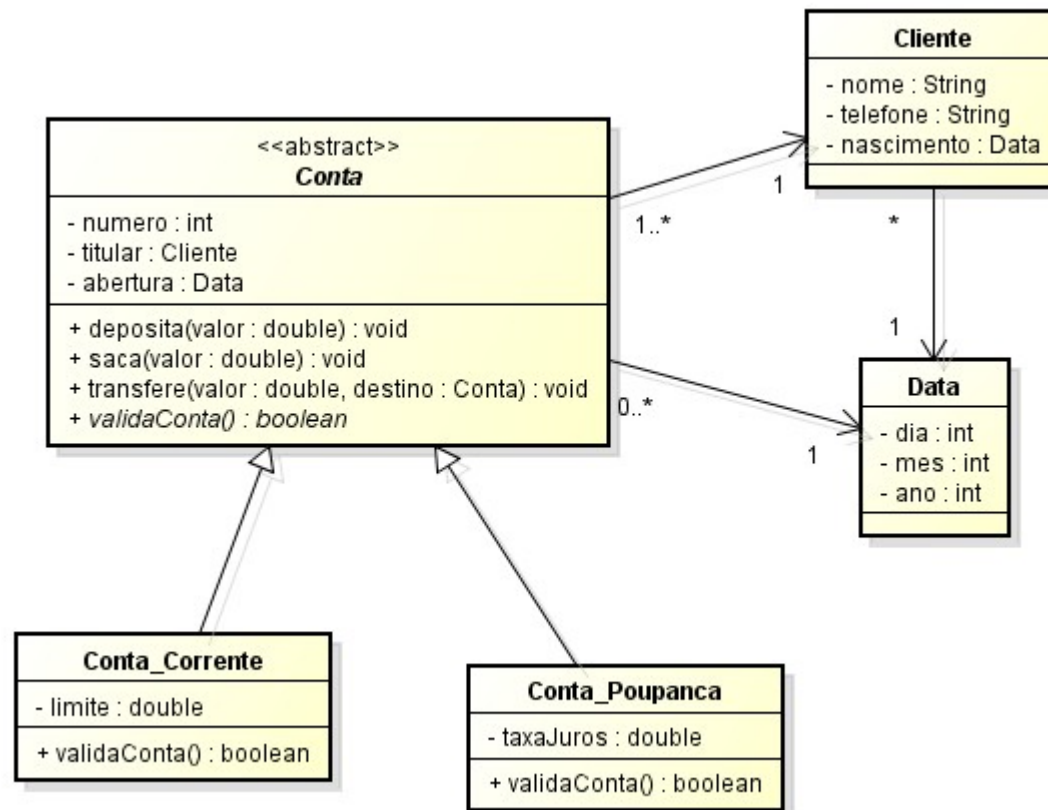 Cliente
- nome : String
- telefone : String
- nascimento : Data
<<abstract>>
Conta
- numero : int
- titular : Cliente
- abertura : Data
+ deposita(valor : double) : void
+ saca(valor : double) : void
+ transfere(valor : double, destino : Conta) : void
+ validaConta() : boolean
1..*
1
*
1
0..*
1
Data
- dia : int
- mes : int
- ano : int
Conta_Corrente
- limite : double
+ validaConta() : boolean
Conta_Poupanca
- taxaJuros : double
+ validaConta() : boolean